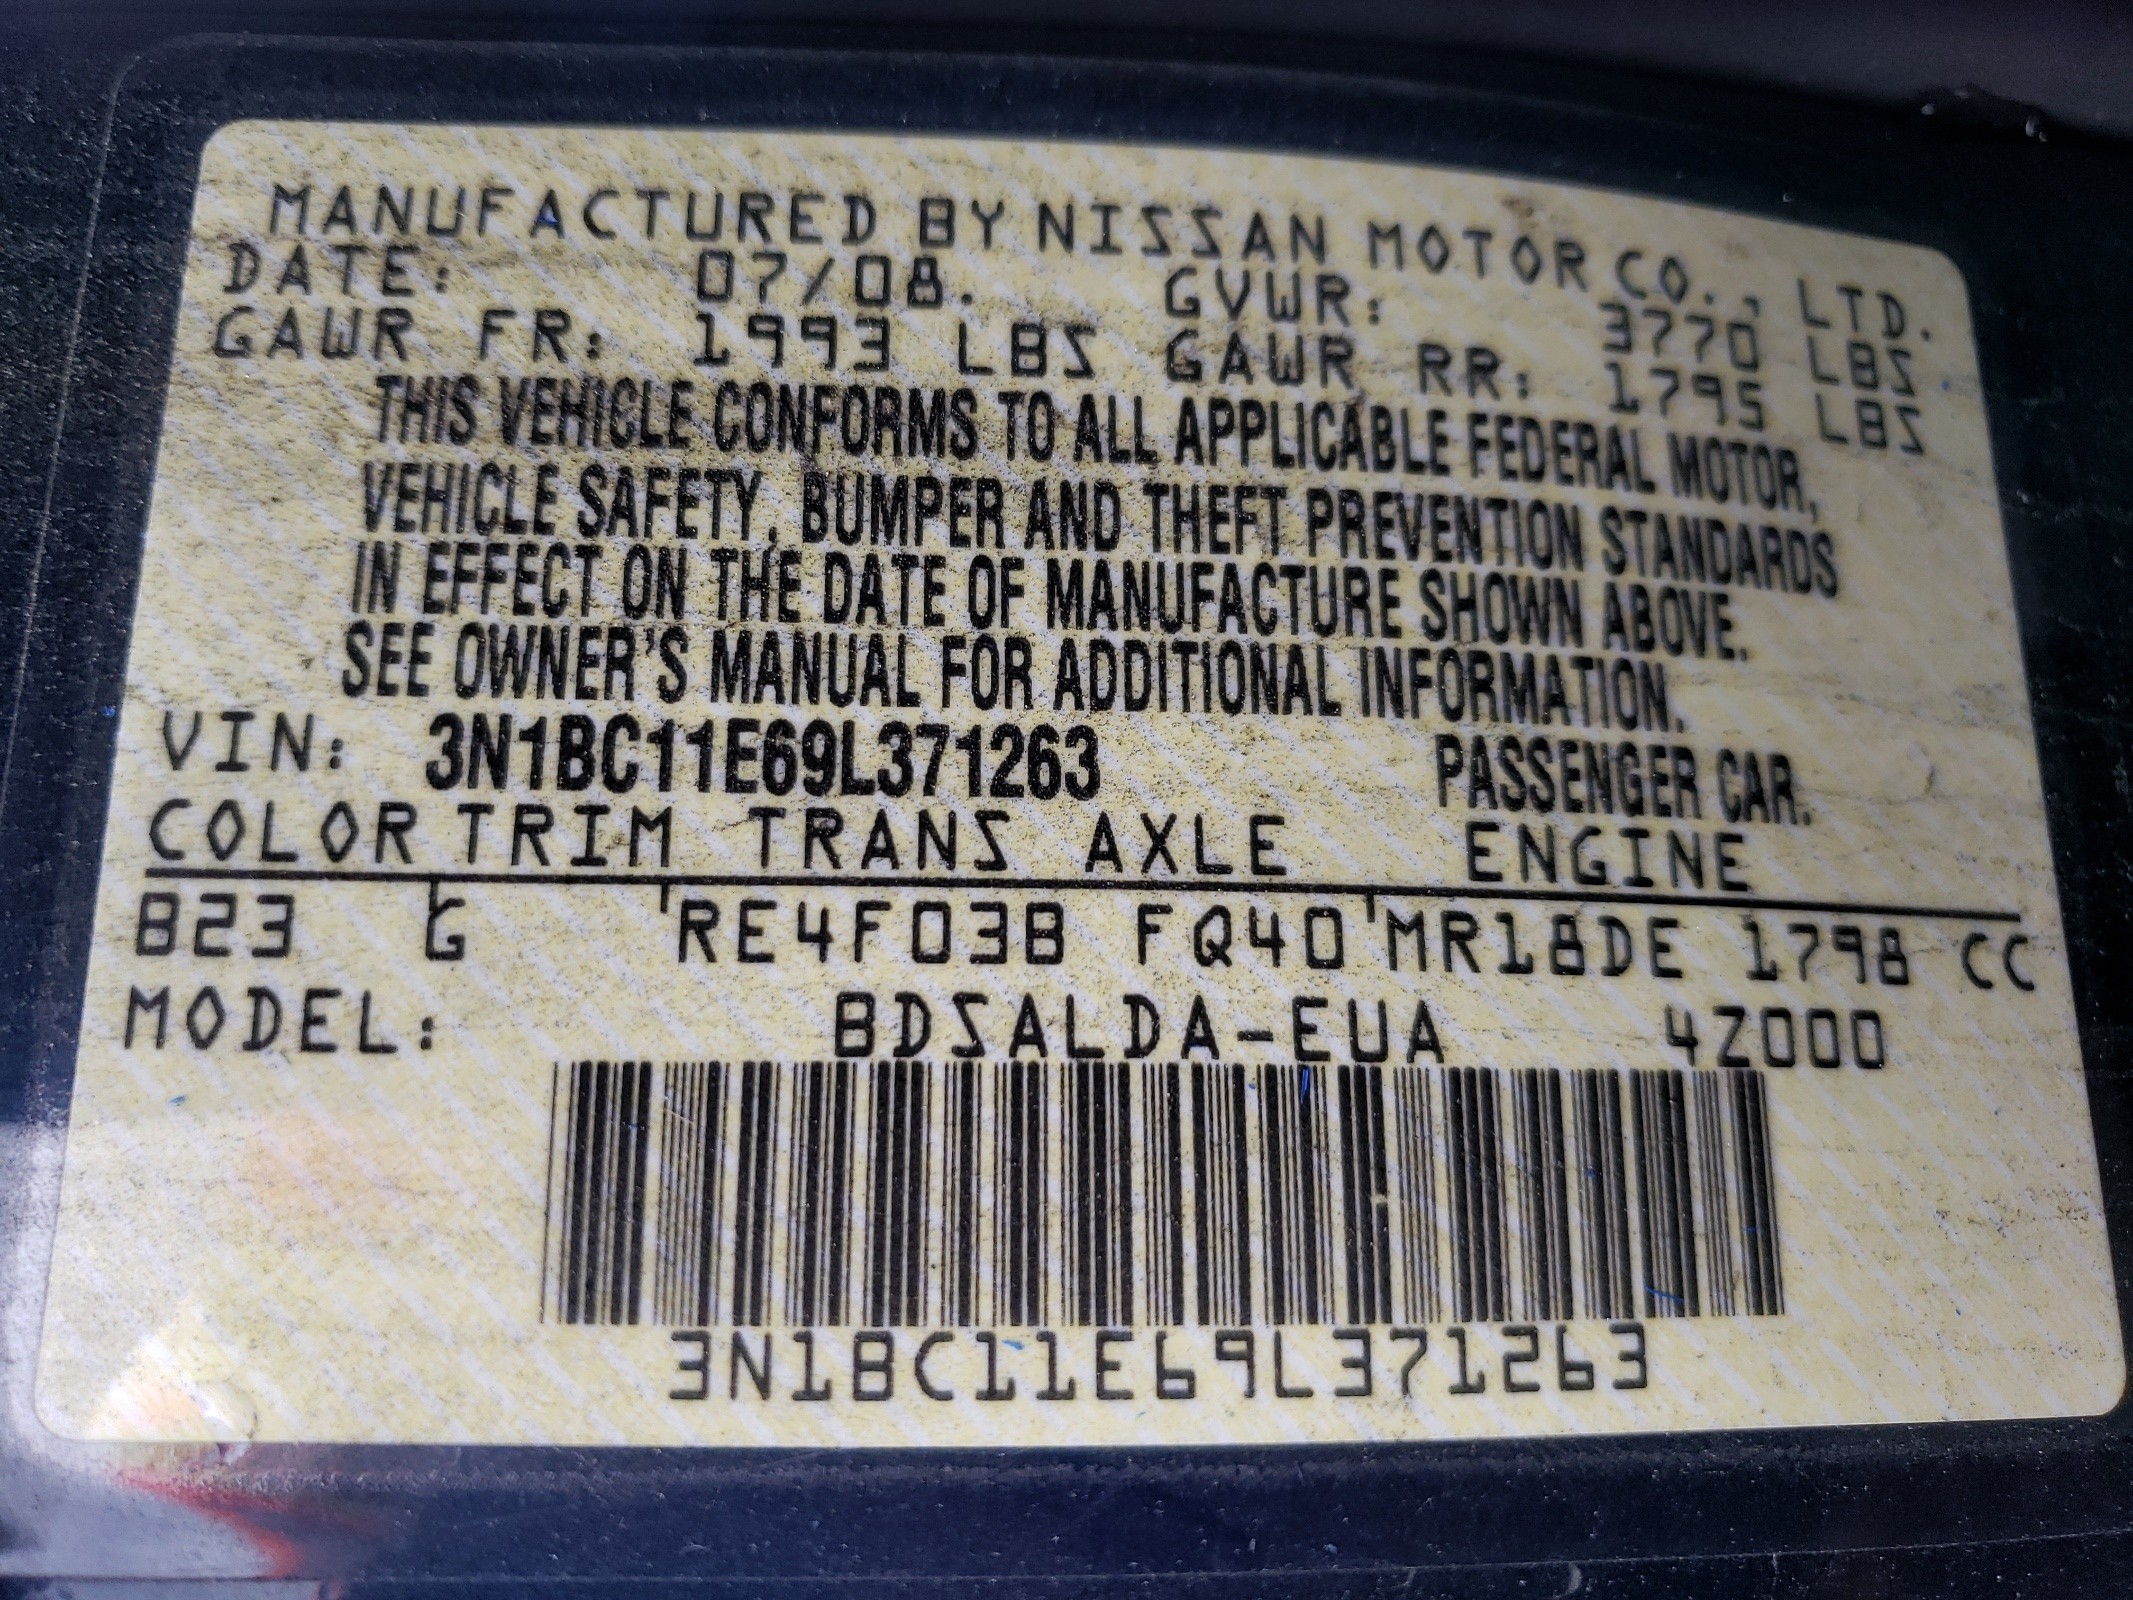 MANUFACTURED BY NISSAN MOTOR CO., LTD.
DATE: 07/08. GVWR: 3770 LBS
GAWR FR: 1993 LBS GAWR RR: 1795 LBS
THIS VEHICLE CONFORMS TO ALL APPLICABLE FEDERAL MOTOR,
VEHICLE SAFETY, BUMPER AND THEFT PREVENTION STANDARDS
IN EFFECT ON THE DATE OF MANUFACTURE SHOWN ABOVE.
SEE OWNER'S MANUAL FOR ADDITIONAL INFORMATION.
VIN: 3N1BC11E69L371263 PASSENGER CAR.
COLOR TRIM TRANS AXLE ENGINE
B23 G RE4F03B FQ40 MR18DE 1798 CC
MODEL: BDSALDA-EUA 4Z000
3N1BC11E69L371263